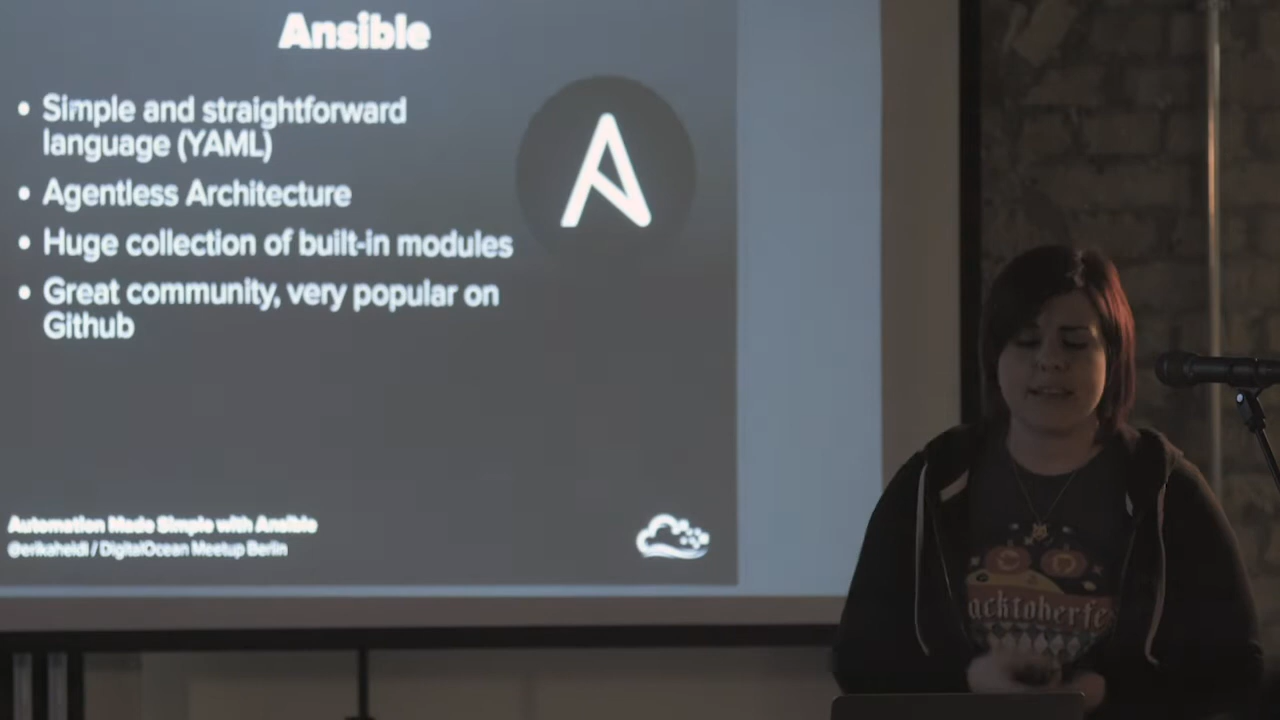 Ansible
• Simple and straightforward
language (YAML)
• Agentless Architecture
• Huge collection of built-in modules
• Great community, very popular on
Github
Automation Made Simple with Ansible
@erikaheidi / DigitalOcean Meetup Berlin
acktoberfe